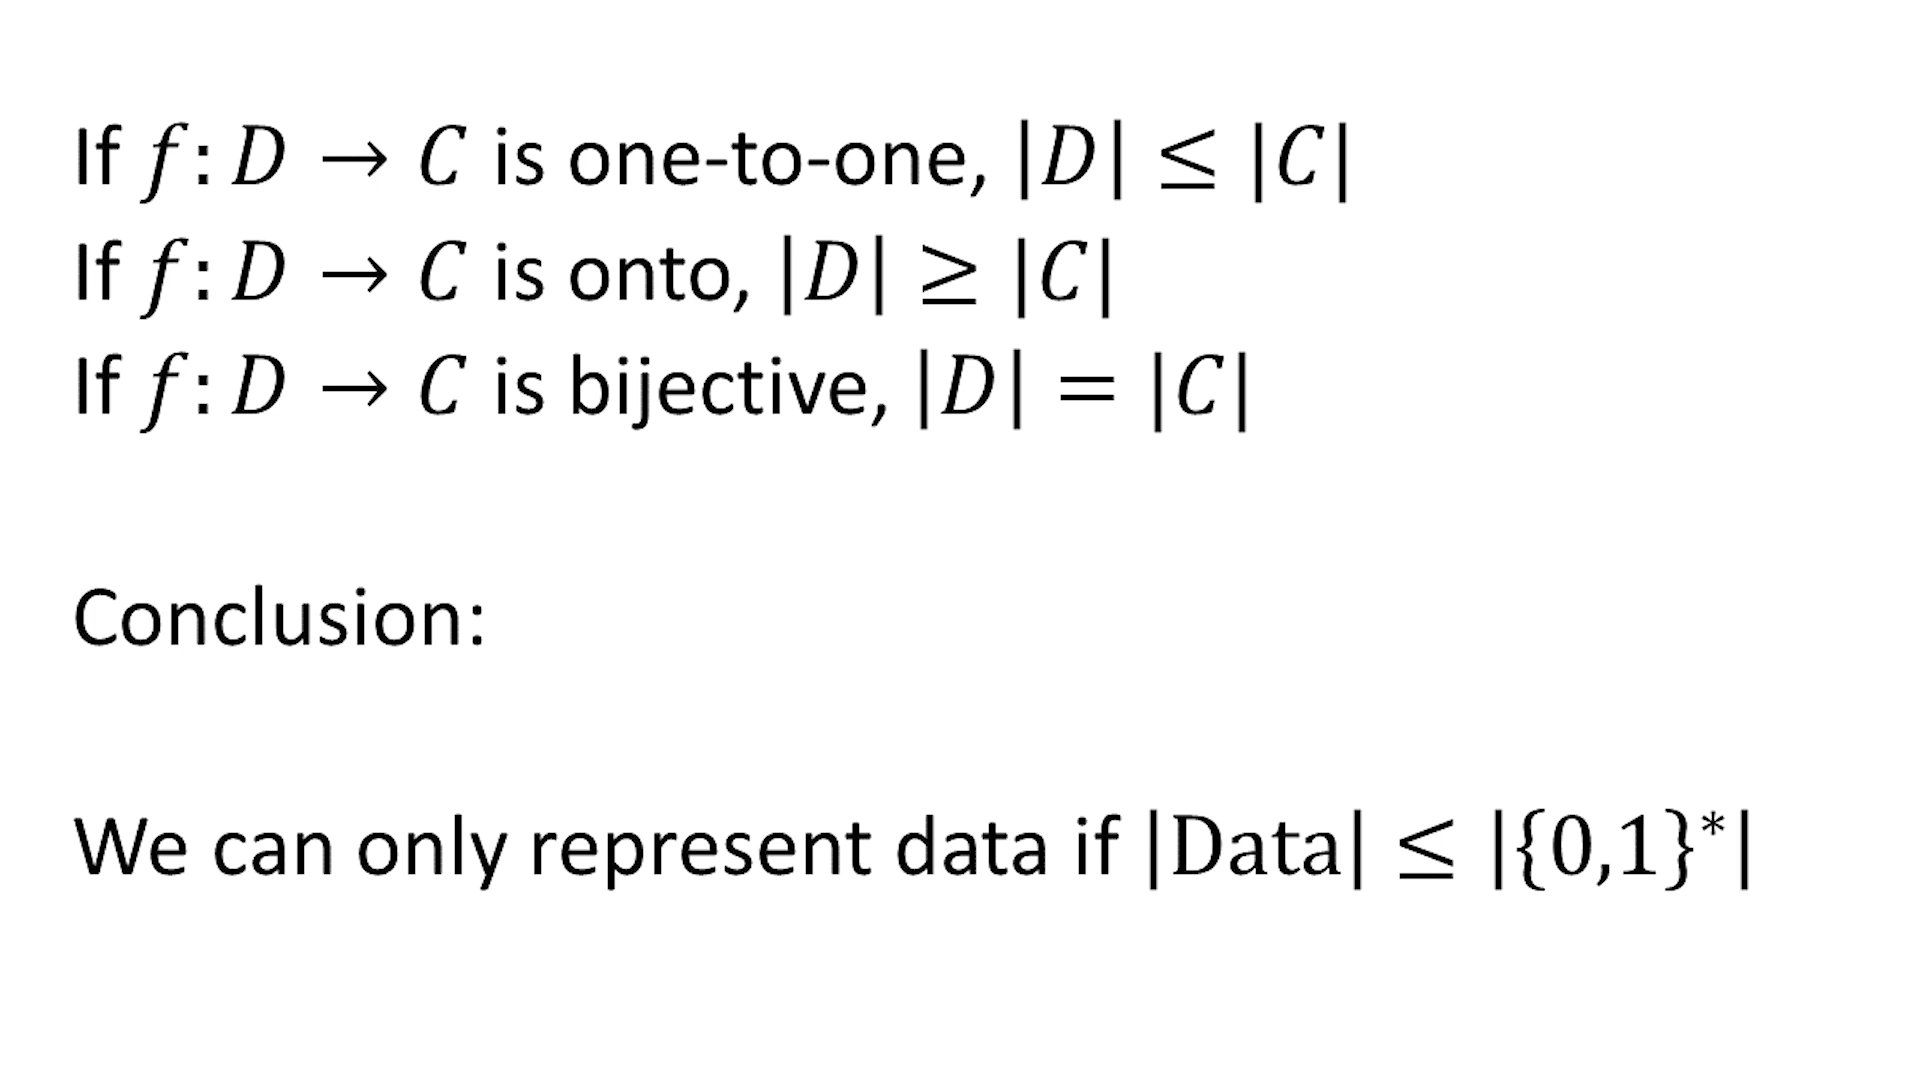 If 𝑓: 𝐷 → 𝐶 is one-to-one, |𝐷| ≤ |𝐶|
If 𝑓: 𝐷 → 𝐶 is onto, |𝐷| ≥ |𝐶|
If 𝑓: 𝐷 → 𝐶 is bijective, |𝐷| = |𝐶|
Conclusion:
We can only represent data if |Data| ≤ |{0,1}*|